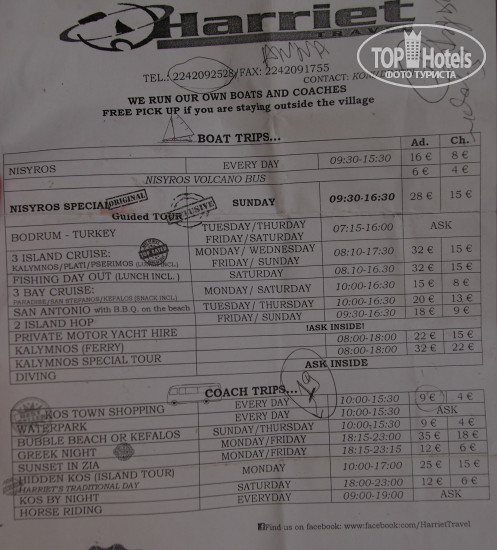 Harriet
TRAVEL
TOP Hotels
ФОТО ТУРИСТА
ANNA
TEL.: 2242092528/FAX: 2242091755
CONTACT:
WE RUN OUR OWN BOATS AND COACHES
FREE PICK UP if you are staying outside the village
BOAT TRIPS...
Ad. Ch.
NISYROS EVERY DAY 09:30-15:30 16 € 8 €
NISYROS VOLCANO BUS 6 € 4 €
NISYROS SPECIAL ORIGINAL SUNDAY 09:30-16:30 28 € 15 €
Guided TOUR
BODRUM - TURKEY TUESDAY/THURDAY 07:15-16:00 ASK
FRIDAY/SATURDAY
3 ISLAND CRUISE: MONDAY/WEDNESDAY 08:10-17:30 32 € 15 €
KALYMNOS/PLATI/PSERIMOS FRIDAY/SUNDAY
FISHING DAY OUT (LUNCH INCL.) SATURDAY 08.10-16.30 32 € 15 €
3 BAY CRUISE: MONDAY/SATURDAY 10:00-16:30 15 € 8 €
PARADISE/SAN STEFANOS/KEFALOS (SNACK INCL.)
SAN ANTONIO with B.B.Q. on the beach TUESDAY/THURSDAY 10:00-16:30 20 € 13 €
2 ISLAND HOP FRIDAY/SUNDAY 09:30-16:30 18 € 9 €
PRIVATE MOTOR YACHT HIRE !ASK INSIDE!
KALYMNOS (FERRY) 08:00-18:00 22 € 15 €
KALYMNOS SPECIAL TOUR 08:00-18:00 32 € 22 €
DIVING ASK INSIDE
COACH TRIPS...
KOS TOWN SHOPPING EVERY DAY 10:00-15:30 9 € 4 €
WATERPARK EVERY DAY 10:00-15:30 ASK
BUBBLE BEACH OR KEFALOS SUNDAY/THURSDAY 10:00-15:30 9 € 4 €
GREEK NIGHT MONDAY/FRIDAY 18:15-23:00 35 € 18 €
SUNSET IN ZIA MONDAY/FRIDAY 18:15-23:15 12 € 6 €
HIDDEN KOS (ISLAND TOUR) MONDAY 10:00-17:00 25 € 15 €
HARRIET'S TRADITIONAL DAY
KOS BY NIGHT SATURDAY 18:00-23:00 12 € 6 €
HORSE RIDING EVERYDAY 09:00-19:00 ASK
Find us on facebook: www.facebook.com/HarrietTravel